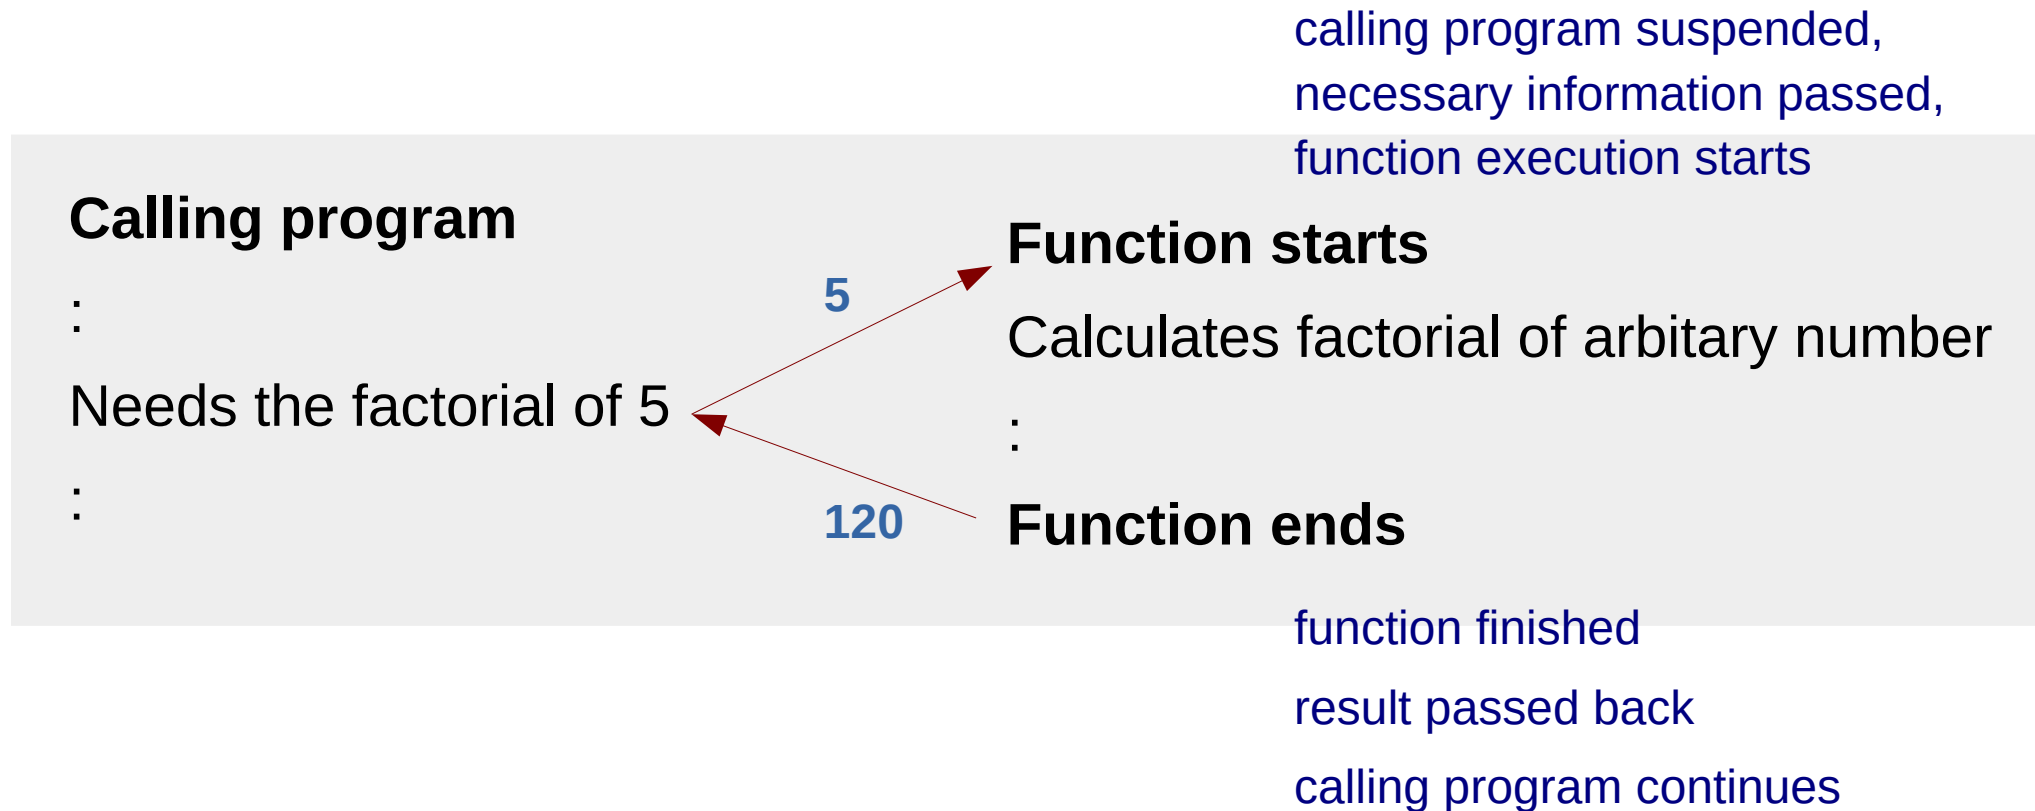 calling program suspended,
necessary information passed,
function execution starts
Calling program
:
Needs the factorial of 5
:
5
120
Function starts
Calculates factorial of arbitary number
:
Function ends
function finished
result passed back
calling program continues